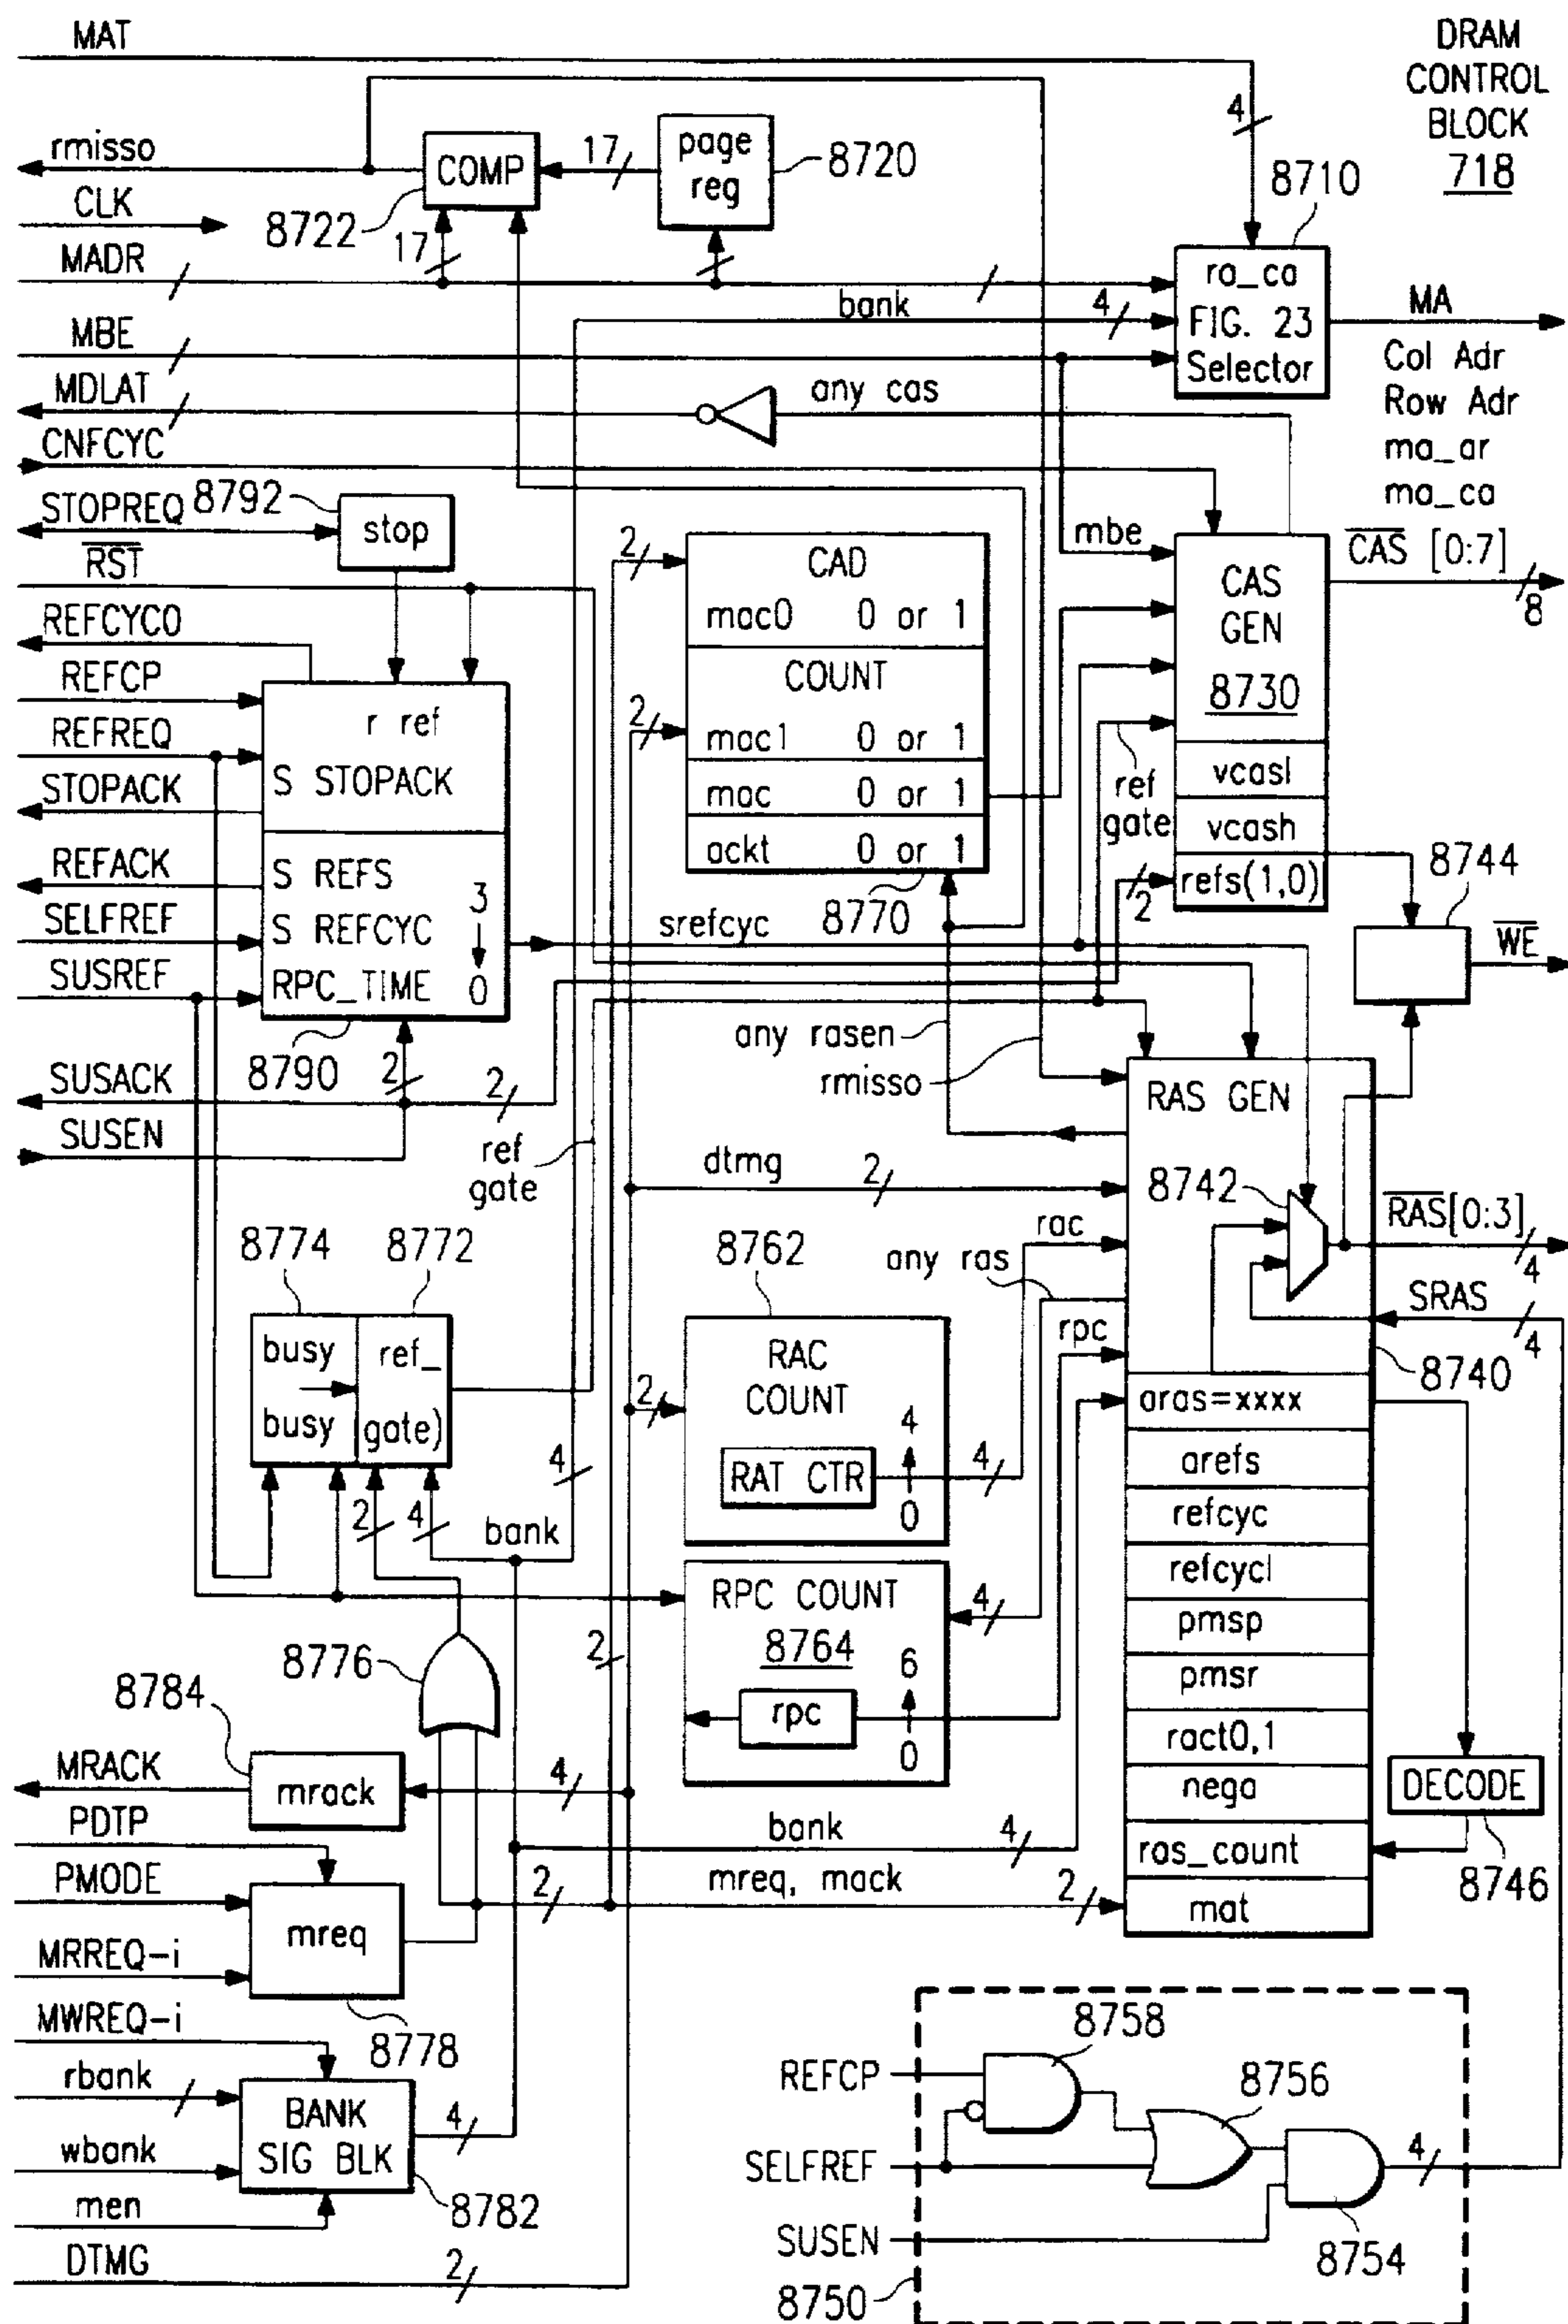 MAT
DRAM
CONTROL
BLOCK
718
4
rmisso
COMP
17
page
reg
8720
8710
CLK
8722
17
MADR
ra_ca
FIG. 23
Selector
bank
4
MA
MBE
Col Adr
Row Adr
ma_ar
ma_ca
MDLAT
any cas
CNFCYC
STOPREQ
8792
stop
RST
2
CAD
mac0 0 or 1
COUNT
mac1 0 or 1
mac 0 or 1
ackt 0 or 1
8770
mbe
CAS
GEN
8730
vcasl
vcash
refs(1,0)
CAS [0:7]
8
REFCYCO
REFCP
r ref
REFREQ
S STOPACK
STOPACK
2
ref
gate
8744
REFACK
S REFS
3
SELFREF
S REFCYC
SUSREF
RPC_TIME
0
srefcyc
2
WE
any rasen
rmisso
8790
2
SUSACK
2
SUSEN
ref
gate
RAS GEN
dtmg
2
8742
RAS[0:3]
4
8774
8772
8762
rac
any ras
SRAS
4
busy
busy
ref_
gate)
RAC
COUNT
4
RAT CTR
0
2
4
rpc
8740
aras=xxxx
arefs
refcyc
refcycl
pmsp
pmsr
ract0,1
nega
ras_count
mat
4
2
4
bank
RPC COUNT
8764
6
rpc
0
4
8776
2
8784
MRACK
mrack
4
DECODE
8746
PDTP
bank
4
PMODE
mreq
2
mreq, mack
2
MRREQ-i
8778
MWREQ-i
rbank
BANK
SIG BLK
4
wbank
men
8782
DTMG
2
8758
REFCP
8756
SELFREF
4
SUSEN
8754
8750